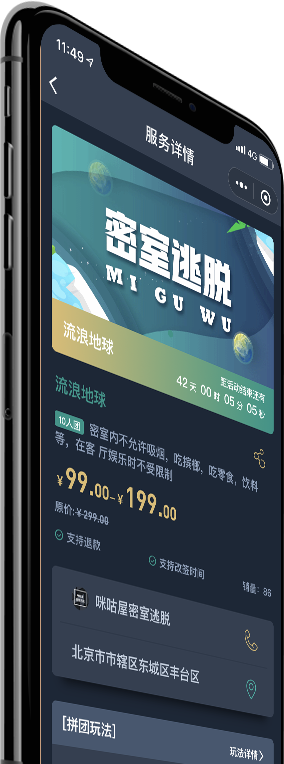 11:49
4G
服务详情
密室逃脱
MI GU WU
流浪地球
距活动结束还有
42 天 00 时 05 分 05 秒
流浪地球
10人团 密室内不允许吸烟，吃槟榔，吃零食，饮料
等，在客 厅娱乐时不受限制
¥99.00-¥199.00
原价:¥299.00
支持退款
支持改签时间
销量：86
咪咕屋密室逃脱
北京市市辖区东城区丰台区
[拼团玩法]
玩法详情